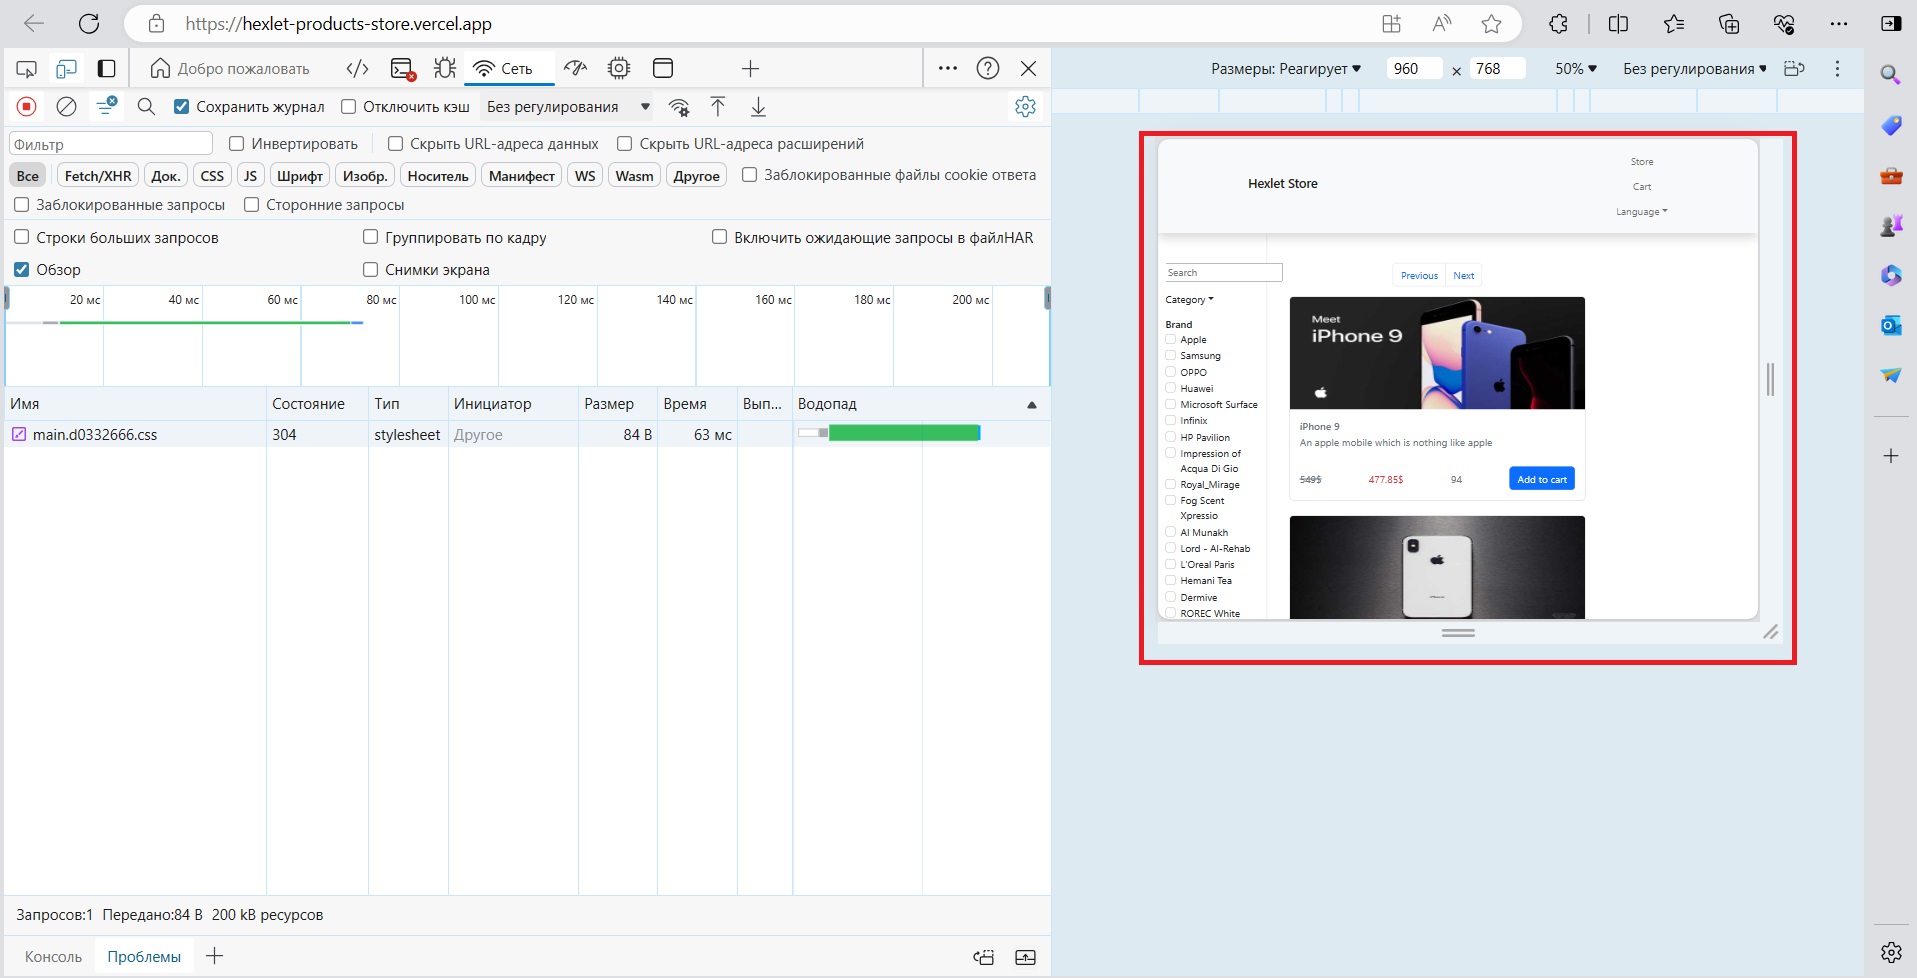 https://hexlet-products-store.vercel.app
Добро пожаловать
Сеть
Размеры: Реагирует
960 × 768
50%
Без регулирования
Сохранить журнал
Отключить кэш
Без регулирования
Фильтр
Инвертировать
Скрыть URL-адреса данных
Скрыть URL-адреса расширений
Все
Fetch/XHR
Док.
CSS
JS
Шрифт
Изобр.
Носитель
Манифест
WS
Wasm
Другое
Заблокированные файлы cookie ответа
Заблокированные запросы
Сторонние запросы
Строки больших запросов
Группировать по кадру
Включить ожидающие запросы в файлHAR
Обзор
Снимки экрана
20 мс
40 мс
60 мс
80 мс
100 мс
120 мс
140 мс
160 мс
180 мс
200 мс
Имя
Состояние
Тип
Инициатор
Размер
Время
Вып...
Водопад
main.d0332666.css
304
stylesheet
Другое
84 B
63 мс
Запросов:1 Передано:84 B 200 kB ресурсов
Консоль
Проблемы
Hexlet Store
Store
Cart
Language
Search
Previous
Next
Category
Brand
Apple
Samsung
OPPO
Huawei
Microsoft Surface
Infinix
HP Pavilion
Impression of
Acqua Di Gio
Royal_Mirage
Fog Scent
Xpressio
Al Munakh
Lord - Al-Rehab
L'Oreal Paris
Hemani Tea
Dermive
ROREC White
Meet
iPhone 9
iPhone 9
An apple mobile which is nothing like apple
549$
477.85$
94
Add to cart